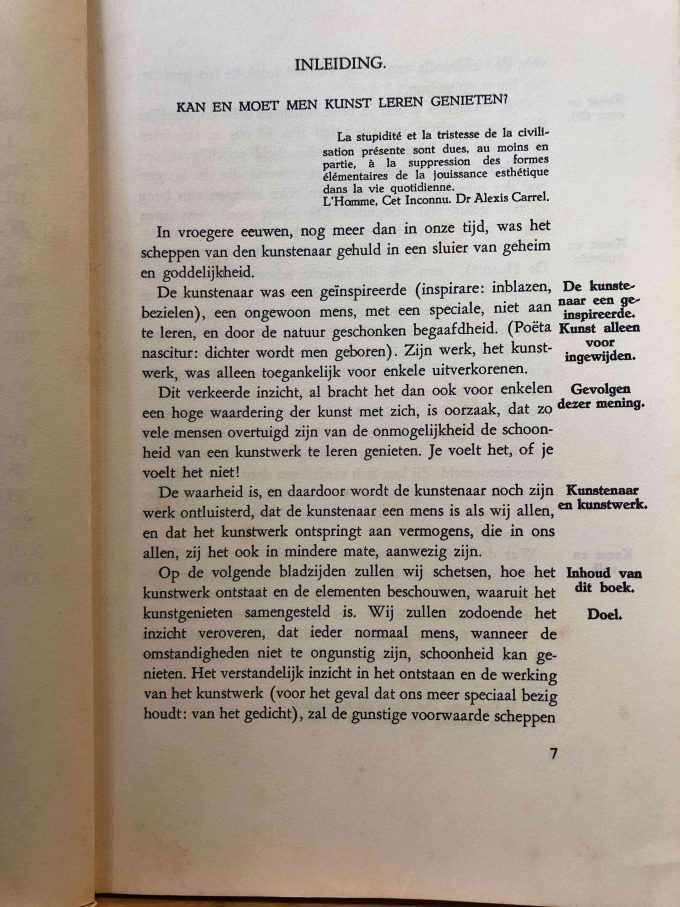 INLEIDING.
KAN EN MOET MEN KUNST LEREN GENIETEN?
La stupidité et la tristesse de la civili-
sation présente sont dues, au moins en
partie, à la suppression des formes
élémentaires de la jouissance esthétique
dans la vie quotidienne.
L'Homme, Cet Inconnu. Dr Alexis Carrel.
In vroegere eeuwen, nog meer dan in onze tijd, was het
scheppen van den kunstenaar gehuld in een sluier van geheim
en goddelijkheid.
De kunstenaar was een geïnspireerde (inspirare: inblazen,
bezielen), een ongewoon mens, met een speciale, niet aan
te leren, en door de natuur geschonken begaafdheid. (Poëta
nascitur: dichter wordt men geboren). Zijn werk, het kunst-
werk, was alleen toegankelijk voor enkele uitverkorenen.
De kunste-
naar een ge-
inspireerde.
Kunst alleen
voor
ingewijden.
Dit verkeerde inzicht, al bracht het dan ook voor enkelen
een hoge waardering der kunst met zich, is oorzaak, dat zo
vele mensen overtuigd zijn van de onmogelijkheid de schoon-
heid van een kunstwerk te leren genieten. Je voelt het, of je
voelt het niet!
Gevolgen
dezer mening.
De waarheid is, en daardoor wordt de kunstenaar noch zijn
werk ontluisterd, dat de kunstenaar een mens is als wij allen,
en dat het kunstwerk ontspringt aan vermogens, die in ons
allen, zij het ook in mindere mate, aanwezig zijn.
Kunstenaar
en kunstwerk.
Op de volgende bladzijden zullen wij schetsen, hoe het
kunstwerk ontstaat en de elementen beschouwen, waaruit het
kunstgenieten samengesteld is. Wij zullen zodoende het
inzicht veroveren, dat ieder normaal mens, wanneer de
omstandigheden niet te ongunstig zijn, schoonheid kan ge-
nieten. Het verstandelijk inzicht in het ontstaan en de werking
van het kunstwerk (voor het geval dat ons meer speciaal bezig
houdt: van het gedicht), zal de gunstige voorwaarde scheppen
Inhoud van
dit boek.
Doel.
7